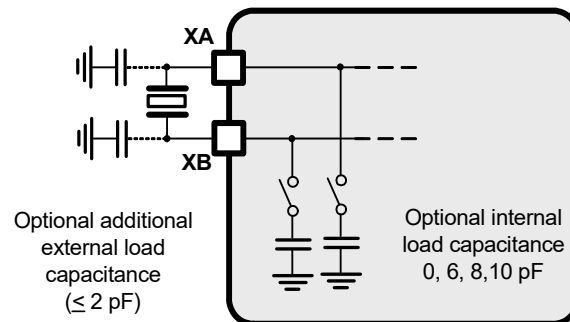 XA
XB
Optional additional
external load
capacitance
(≤ 2 pF)
Optional internal
load capacitance
0, 6, 8,10 pF